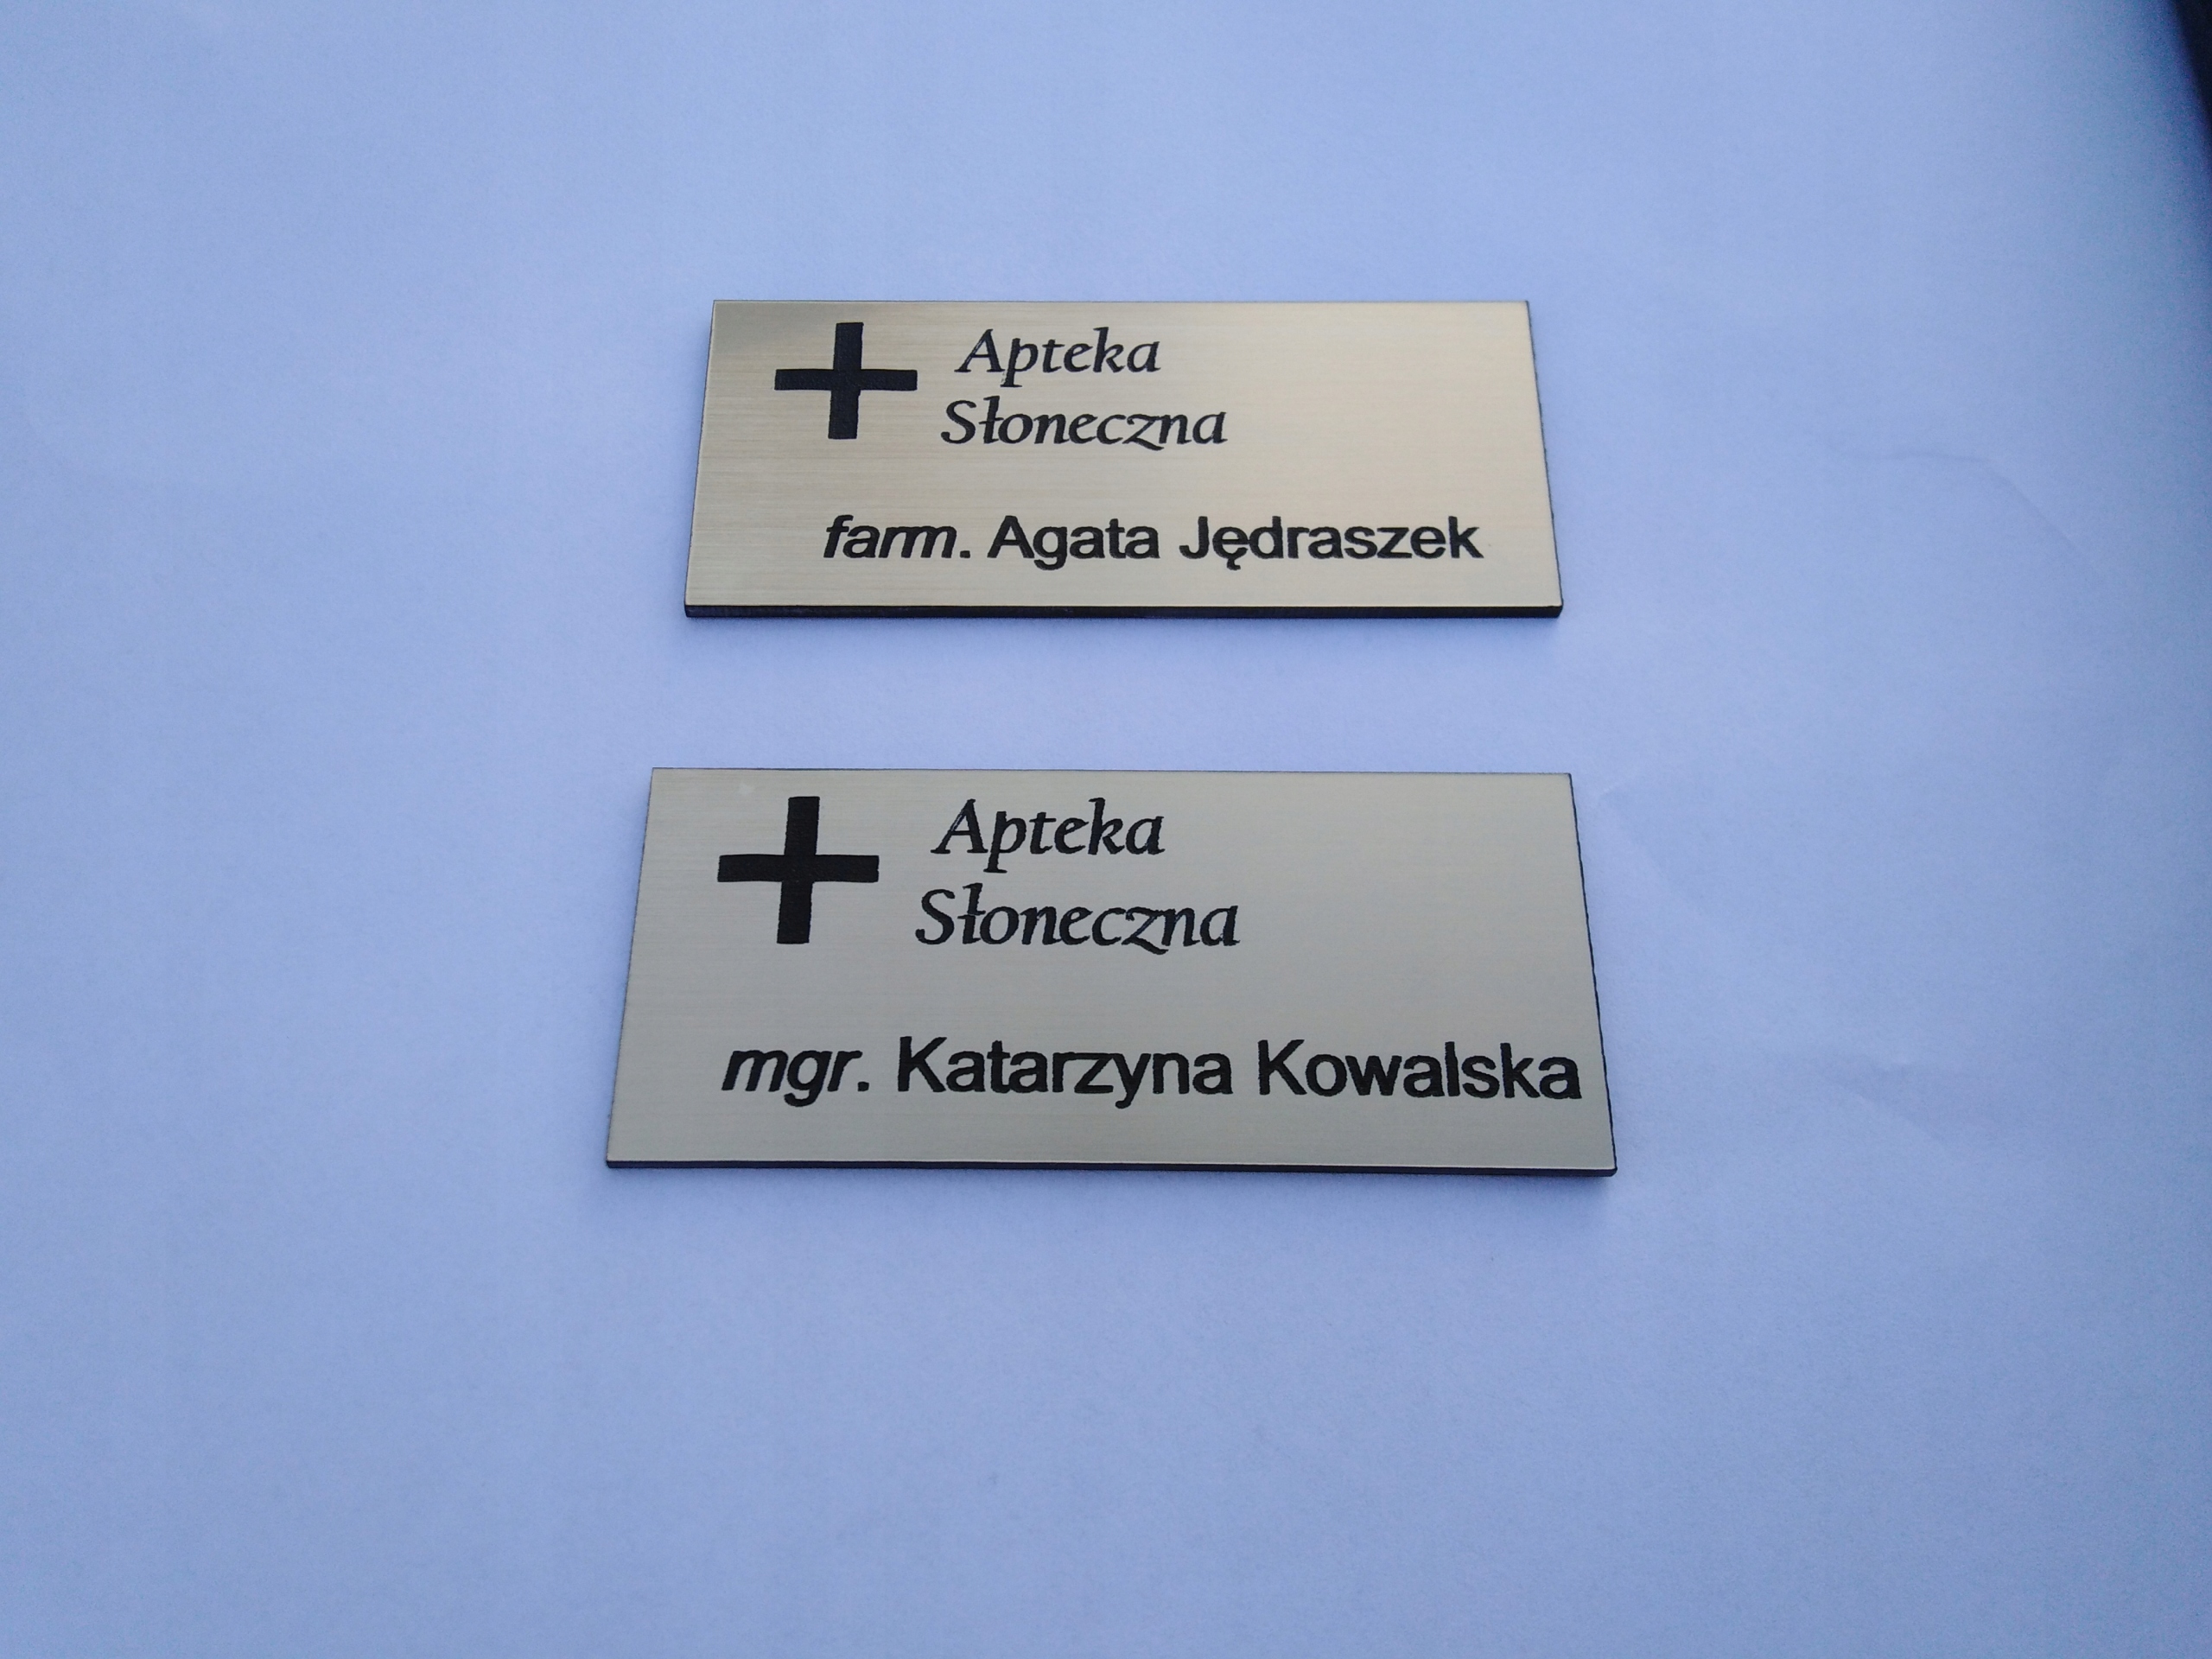 Apteka
Słoneczna
farm. Agata Jędraszek
Apteka
Słoneczna
mgr. Katarzyna Kowalska